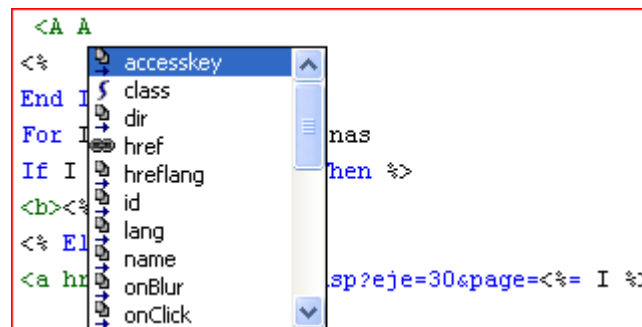 <A A
<%
accesskey
class
End I
dir
For I
nas
href
If I
hreflang
hen %>
<b><%
id
lang
<% El
name
<a hr
sp?eje=30&page=<%= I %>
onBlur
onClick